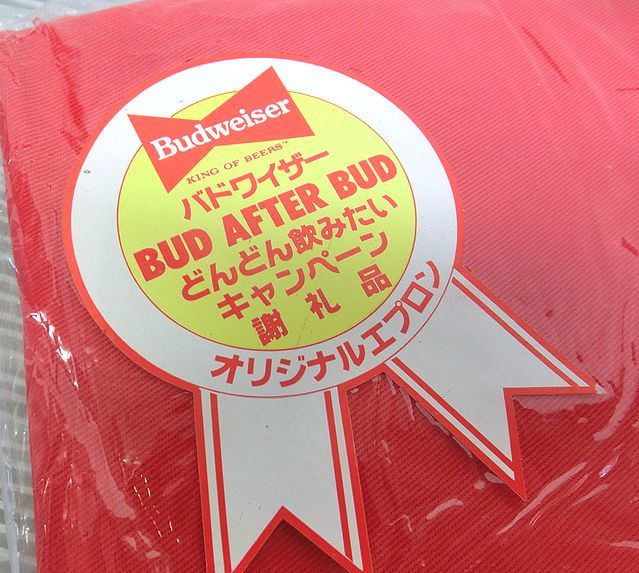 Budweiser
KING OF BEERS™
バドワイザー
BUD AFTER BUD
どんどん飲みたい
キャンペーン
謝礼品
オリジナルエプロン